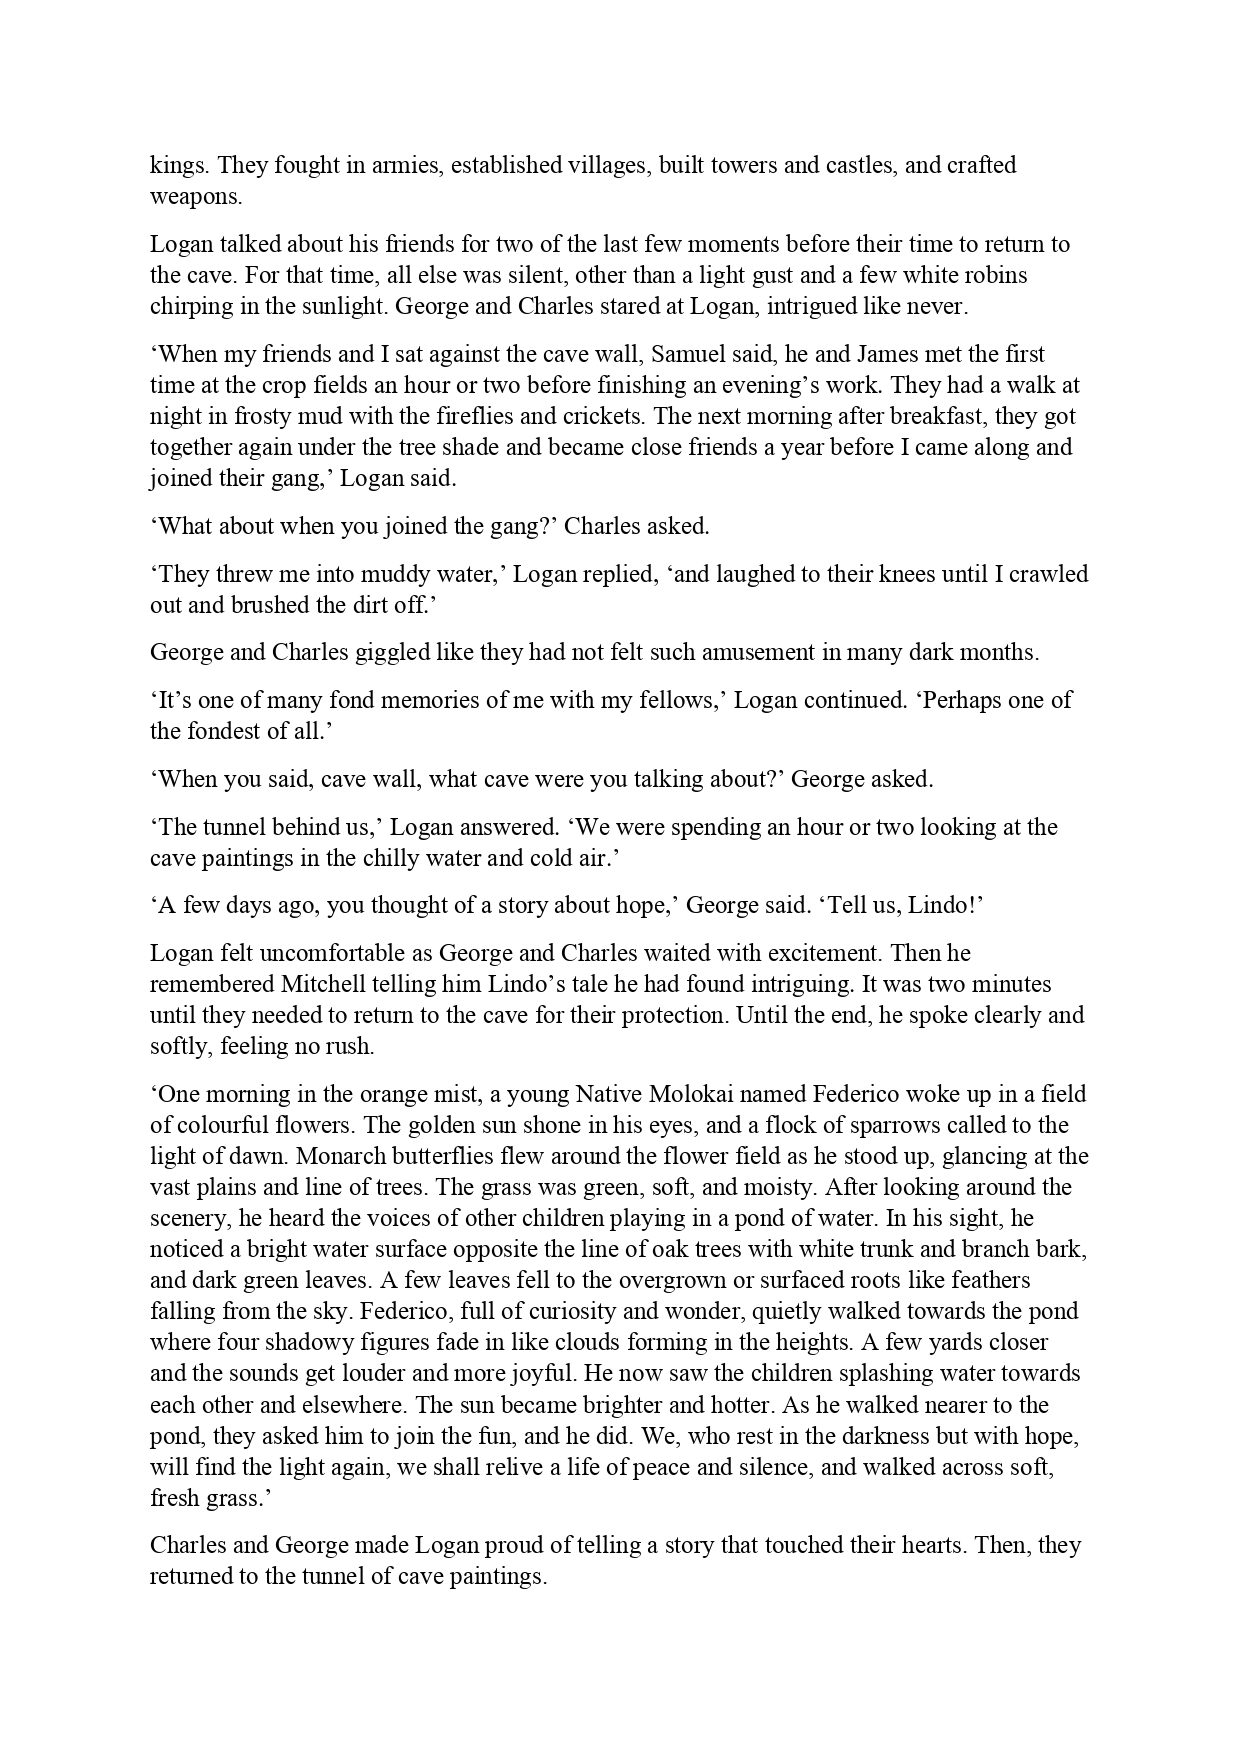 kings. They fought in armies, established villages, built towers and castles, and crafted
weapons.
Logan talked about his friends for two of the last few moments before their time to return to
the cave. For that time, all else was silent, other than a light gust and a few white robins
chirping in the sunlight. George and Charles stared at Logan, intrigued like never.
‘When my friends and I sat against the cave wall, Samuel said, he and James met the first
time at the crop fields an hour or two before finishing an evening’s work. They had a walk at
night in frosty mud with the fireflies and crickets. The next morning after breakfast, they got
together again under the tree shade and became close friends a year before I came along and
joined their gang,’ Logan said.
‘What about when you joined the gang?’ Charles asked.
‘They threw me into muddy water,’ Logan replied, ‘and laughed to their knees until I crawled
out and brushed the dirt off.’
George and Charles giggled like they had not felt such amusement in many dark months.
‘It’s one of many fond memories of me with my fellows,’ Logan continued. ‘Perhaps one of
the fondest of all.’
‘When you said, cave wall, what cave were you talking about?’ George asked.
‘The tunnel behind us,’ Logan answered. ‘We were spending an hour or two looking at the
cave paintings in the chilly water and cold air.’
‘A few days ago, you thought of a story about hope,’ George said. ‘Tell us, Lindo!’
Logan felt uncomfortable as George and Charles waited with excitement. Then he
remembered Mitchell telling him Lindo’s tale he had found intriguing. It was two minutes
until they needed to return to the cave for their protection. Until the end, he spoke clearly and
softly, feeling no rush.
‘One morning in the orange mist, a young Native Molokai named Federico woke up in a field
of colourful flowers. The golden sun shone in his eyes, and a flock of sparrows called to the
light of dawn. Monarch butterflies flew around the flower field as he stood up, glancing at the
vast plains and line of trees. The grass was green, soft, and moisty. After looking around the
scenery, he heard the voices of other children playing in a pond of water. In his sight, he
noticed a bright water surface opposite the line of oak trees with white trunk and branch bark,
and dark green leaves. A few leaves fell to the overgrown or surfaced roots like feathers
falling from the sky. Federico, full of curiosity and wonder, quietly walked towards the pond
where four shadowy figures fade in like clouds forming in the heights. A few yards closer
and the sounds get louder and more joyful. He now saw the children splashing water towards
each other and elsewhere. The sun became brighter and hotter. As he walked nearer to the
pond, they asked him to join the fun, and he did. We, who rest in the darkness but with hope,
will find the light again, we shall relive a life of peace and silence, and walked across soft,
fresh grass.’
Charles and George made Logan proud of telling a story that touched their hearts. Then, they
returned to the tunnel of cave paintings.